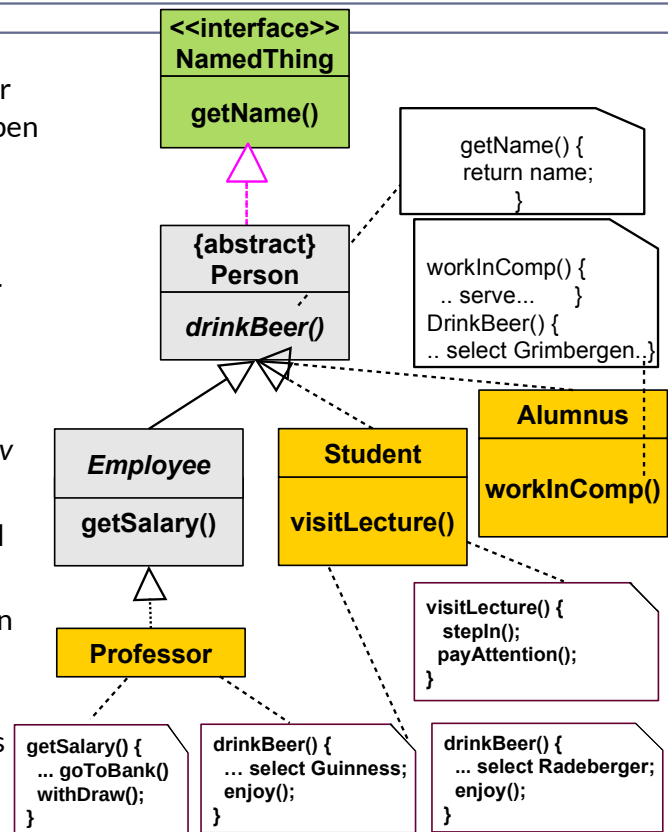 <<interface>>
NamedThing
getName()
r
pen
getName() {
return name;
}
{abstract}
Person
drinkBeer()
workInComp() {
.. serve... }
DrinkBeer() {
.. select Grimbergen..}
Employee
getSalary()
Student
visitLecture()
Alumnus
workInComp()
v
n
Professor
visitLecture() {
stepIn();
payAttention();
}
s
getSalary() {
... goToBank()
withDraw();
}
drinkBeer() {
... select Guinness;
enjoy();
}
drinkBeer() {
... select Radeberger;
enjoy();
}